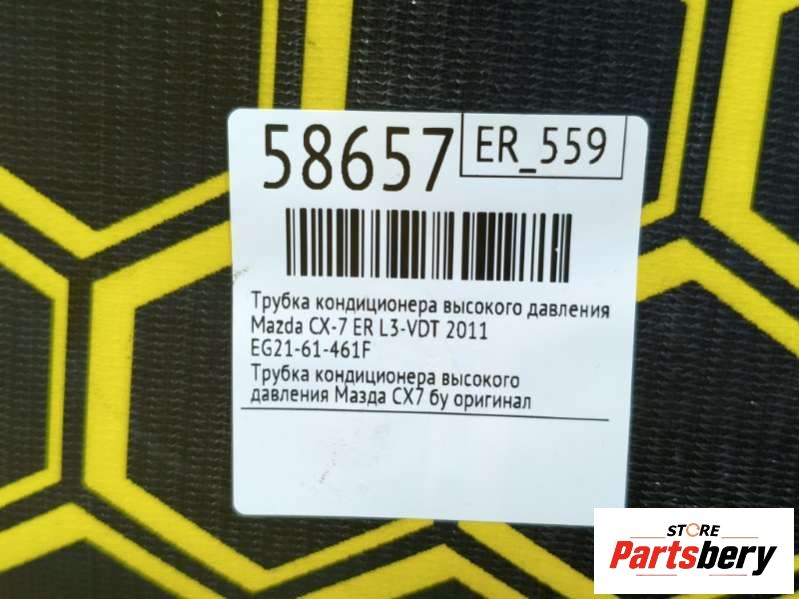 58657
ER_559
Трубка кондиционера высокого давления
Mazda CX-7 ER L3-VDT 2011
EG21-61-461F
Трубка кондиционера высокого
давления Мазда СХ7 бу оригинал
STORE
Partsbery